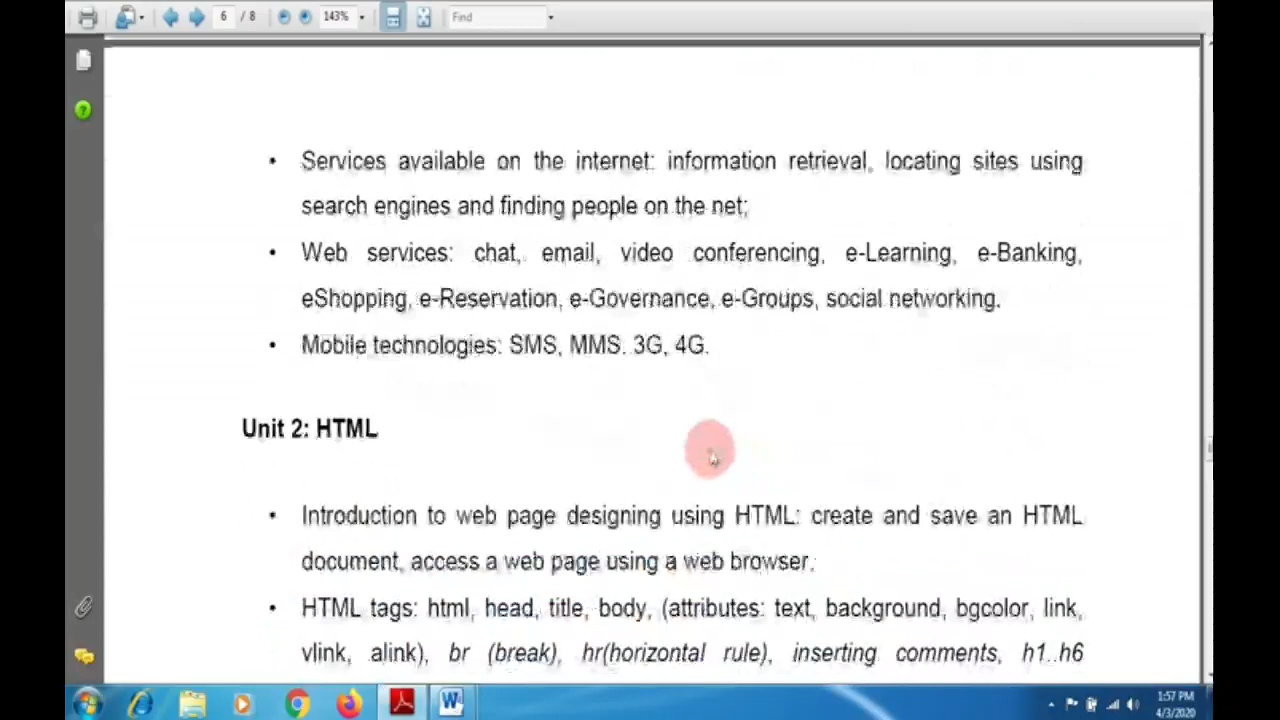 6 / 8 143% Find
• Services available on the internet: information retrieval, locating sites using
search engines and finding people on the net;
• Web services: chat, email, video conferencing, e-Learning, e-Banking,
eShopping, e-Reservation, e-Governance, e-Groups, social networking.
• Mobile technologies: SMS, MMS. 3G, 4G.
Unit 2: HTML
• Introduction to web page designing using HTML: create and save an HTML
document, access a web page using a web browser.
• HTML tags: html, head, title, body, (attributes: text, background, bgcolor, link,
vlink, alink), br (break), hr(horizontal rule), inserting comments, h1..h6
1:57 PM
4/3/2020